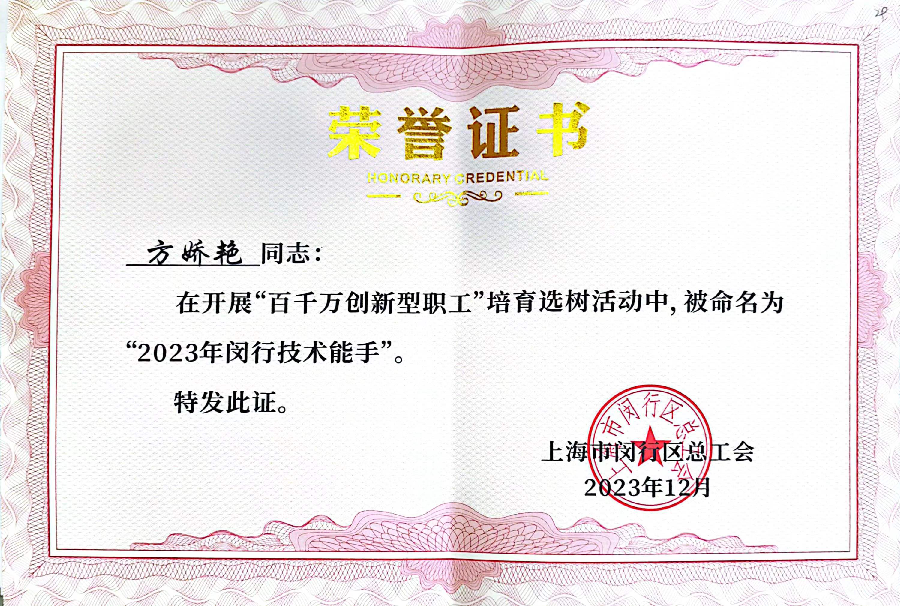 荣誉证书
HONORARY CREDENTIAL
方娇艳 同志：
在开展“百千万创新型职工”培育选树活动中，被命名为
“2023年闵行技术能手”。
特发此证。
上海市闵行区总工会
上海市闵行区总工会
2023年12月